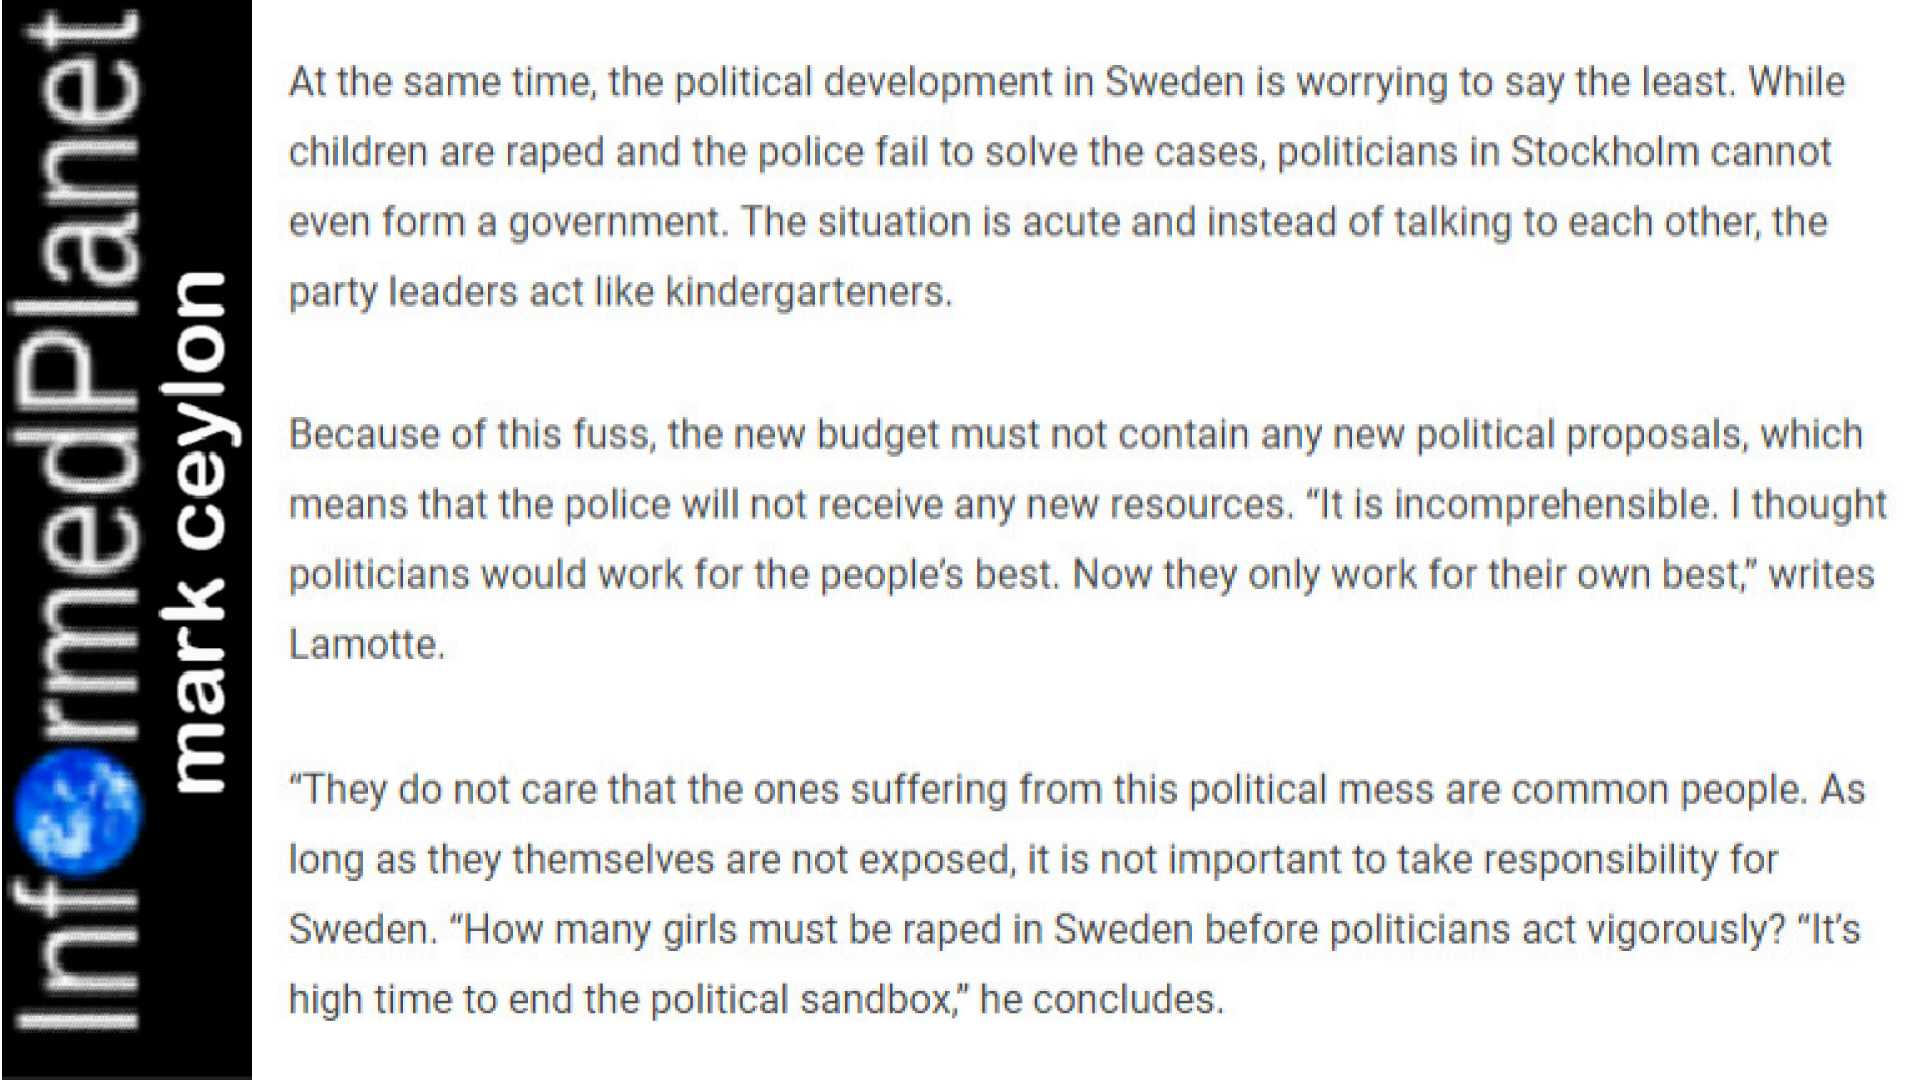 InformedPlanet
mark ceylon
At the same time, the political development in Sweden is worrying to say the least. While
children are raped and the police fail to solve the cases, politicians in Stockholm cannot
even form a government. The situation is acute and instead of talking to each other, the
party leaders act like kindergarteners.
Because of this fuss, the new budget must not contain any new political proposals, which
means that the police will not receive any new resources. “It is incomprehensible. I thought
politicians would work for the people’s best. Now they only work for their own best,” writes
Lamotte.
“They do not care that the ones suffering from this political mess are common people. As
long as they themselves are not exposed, it is not important to take responsibility for
Sweden. “How many girls must be raped in Sweden before politicians act vigorously? “It’s
high time to end the political sandbox,” he concludes.